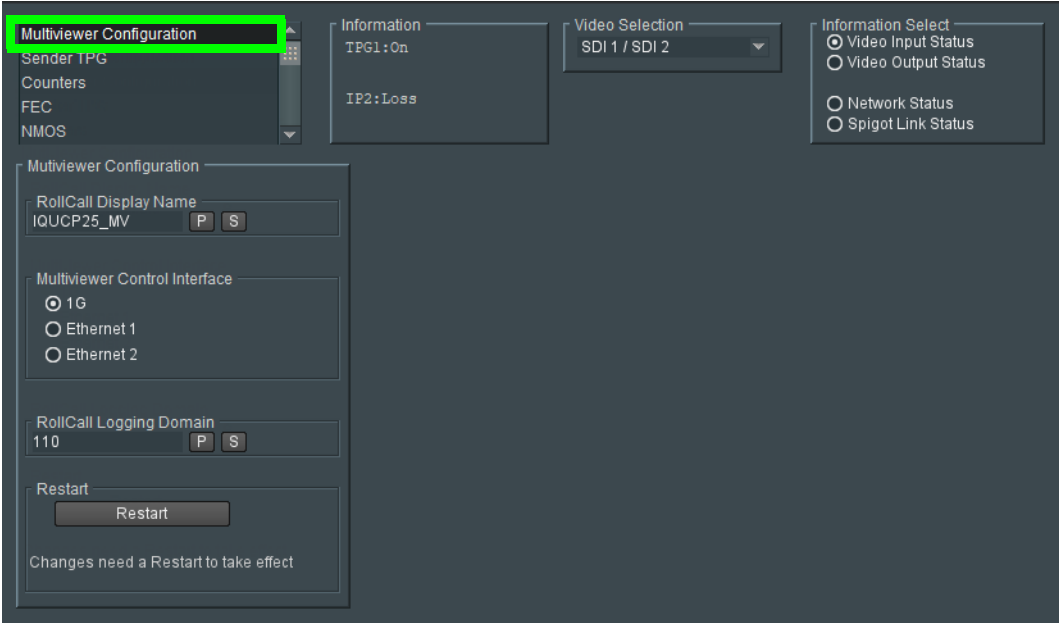 Multiviewer Configuration
Sender TPG
Counters
FEC
NMOS
Information
TPG1:On
IP2:Loss
Video Selection
SDI 1 / SDI 2
Information Select
Video Input Status
Video Output Status
Network Status
Spigot Link Status
Mutiviewer Configuration
RollCall Display Name
IQUCP25_MV P S
Multiviewer Control Interface
1G
Ethernet 1
Ethernet 2
RollCall Logging Domain
110 P S
Restart
Restart
Changes need a Restart to take effect